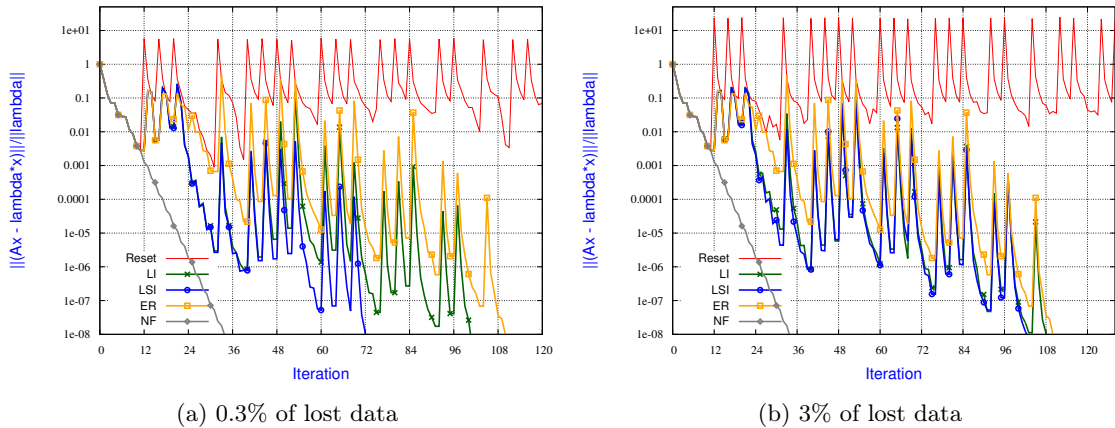 ||(Ax - lambda*x)||/||lambda||
1e+01
1
0.1
0.01
0.001
0.0001
1e-05
1e-06
1e-07
1e-08
Reset
LI
LSI
ER
NF
0 12 24 36 48 60 72 84 96 108 120
Iteration
(a) 0.3% of lost data
||(Ax - lambda*x)||/||lambda||
1e+01
1
0.1
0.01
0.001
0.0001
1e-05
1e-06
1e-07
1e-08
Reset
LI
LSI
ER
NF
0 12 24 36 48 60 72 84 96 108 120
Iteration
(b) 3% of lost data